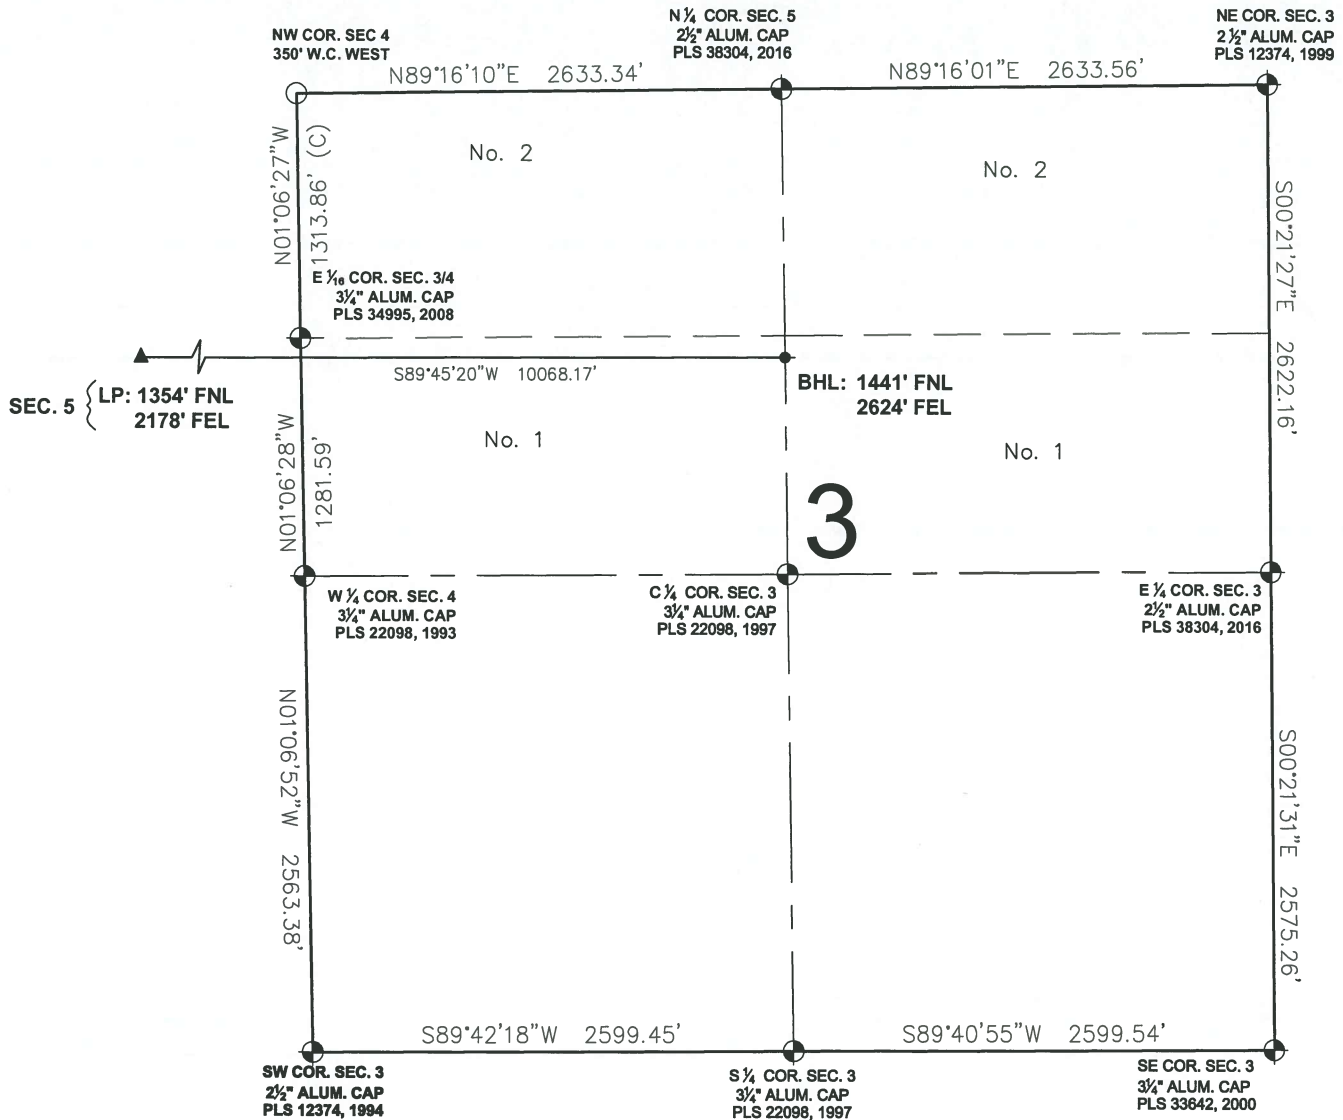 NW COR. SEC 4
350' W.C. WEST
N89°16'10"E 2633.34'
N ¼ COR. SEC. 5
2½" ALUM. CAP
PLS 38304, 2016
N89°16'01"E 2633.56'
NE COR. SEC. 3
2 ½" ALUM. CAP
PLS 12374, 1999
N01°06'27"W
1313.86' (C)
No. 2
No. 2
S00°21'27"E 2622.16'
E 1/16 COR. SEC. 3/4
3¼" ALUM. CAP
PLS 34995, 2008
S89°45'20"W 10068.17'
SEC. 5 { LP: 1354' FNL
2178' FEL
BHL: 1441' FNL
2624' FEL
N01°06'28"W
1281.59'
No. 1
No. 1
3
W ¼ COR. SEC. 4
3¼" ALUM. CAP
PLS 22098, 1993
C ¼ COR. SEC. 3
3¼" ALUM. CAP
PLS 22098, 1997
E ¼ COR. SEC. 3
2½" ALUM. CAP
PLS 38304, 2016
N01°06'52"W 2563.38'
S00°21'31"E 2575.26'
S89°42'18"W 2599.45'
S89°40'55"W 2599.54'
SW COR. SEC. 3
2½" ALUM. CAP
PLS 12374, 1994
S ¼ COR. SEC. 3
3¼" ALUM. CAP
PLS 22098, 1997
SE COR. SEC. 3
3¼" ALUM. CAP
PLS 33642, 2000